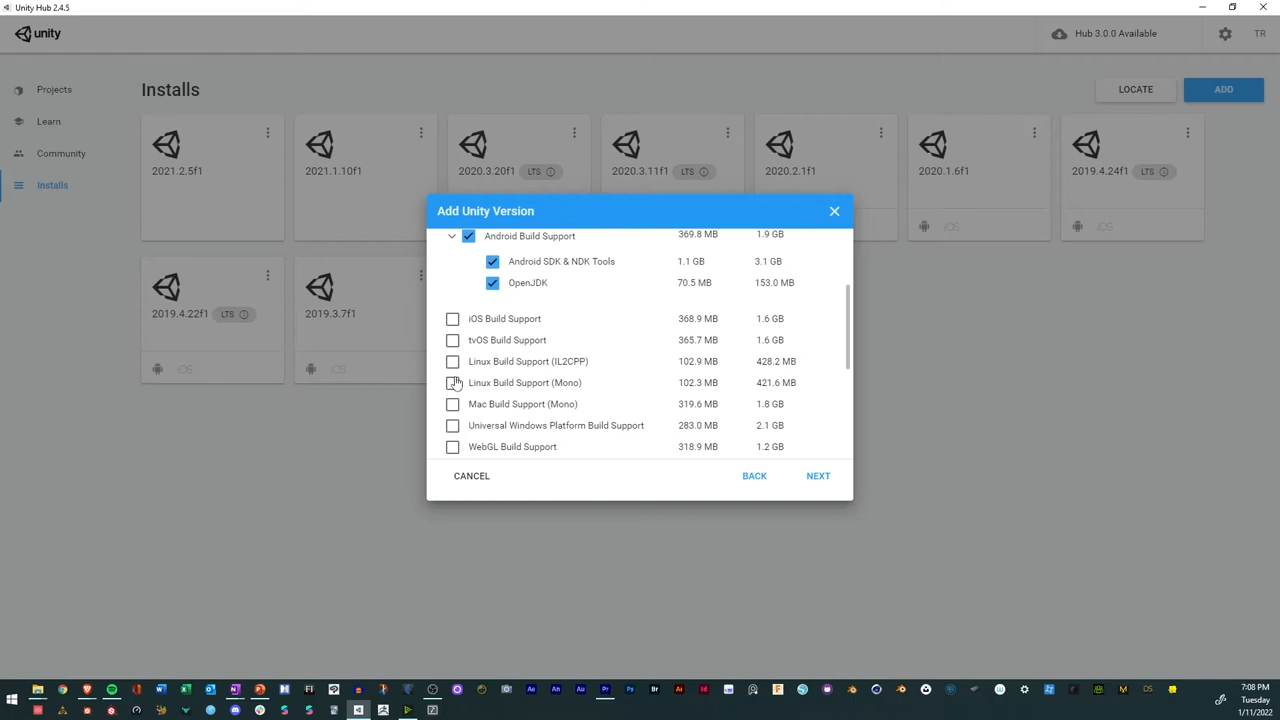 Unity Hub 2.4.5
unity
Hub 3.0.0 Available
TR
Projects
Learn
Community
Installs
Installs
LOCATE
ADD
2021.2.5f1
2021.1.10f1
2020.3.20f1 LTS
2020.3.11f1 LTS
2020.2.1f1
2020.1.6f1
2019.4.24f1 LTS
iOS
iOS
2019.4.22f1 LTS
2019.3.7f1
iOS
iOS
Add Unity Version
Android Build Support 369.8 MB 1.9 GB
Android SDK & NDK Tools 1.1 GB 3.1 GB
OpenJDK 70.5 MB 153.0 MB
iOS Build Support 368.9 MB 1.6 GB
tvOS Build Support 365.7 MB 1.6 GB
Linux Build Support (IL2CPP) 102.9 MB 428.2 MB
Linux Build Support (Mono) 102.3 MB 421.6 MB
Mac Build Support (Mono) 319.6 MB 1.8 GB
Universal Windows Platform Build Support 283.0 MB 2.1 GB
WebGL Build Support 318.9 MB 1.2 GB
CANCEL
BACK
NEXT
7:08 PM
Tuesday
1/11/2022